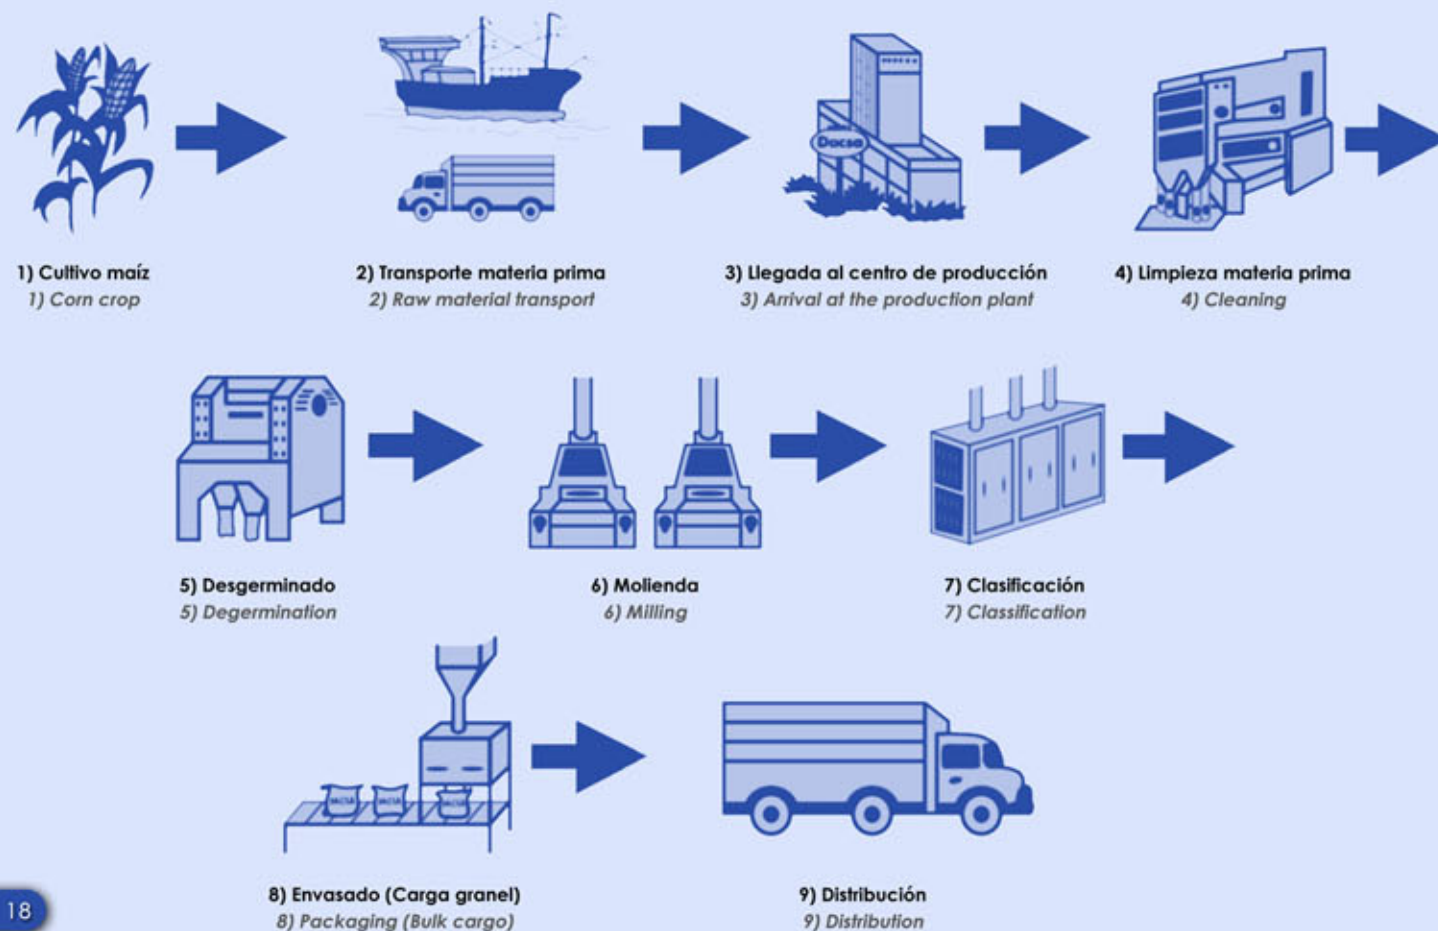 Dacsa
1) Cultivo maíz
1) Corn crop
2) Transporte materia prima
2) Raw material transport
3) Llegada al centro de producción
3) Arrival at the production plant
4) Limpieza materia prima
4) Cleaning
5) Desgerminado
5) Degermination
6) Molienda
6) Milling
7) Clasificación
7) Classification
DACSA DACSA DACSA
8) Envasado (Carga granel)
8) Packaging (Bulk cargo)
9) Distribución
9) Distribution
18